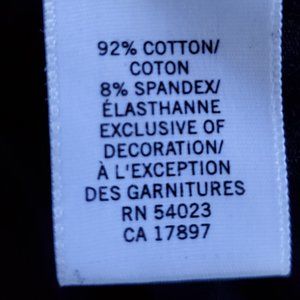 92% COTTON/
COTON
8% SPANDEX/
ÉLASTHANNE
EXCLUSIVE OF
DECORATION/
À L'EXCEPTION
DES GARNITURES
RN 54023
CA 17897